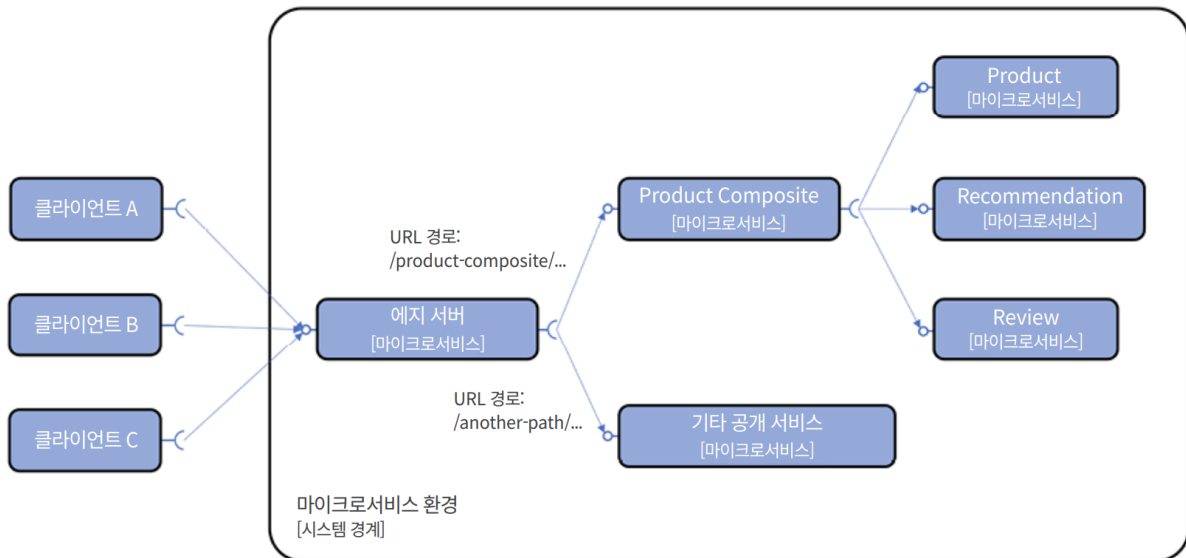 클라이언트 A
클라이언트 B
클라이언트 C
URL 경로:
/product-composite/...
에지 서버
[마이크로서비스]
URL 경로:
/another-path/...
Product Composite
[마이크로서비스]
기타 공개 서비스
[마이크로서비스]
Product
[마이크로서비스]
Recommendation
[마이크로서비스]
Review
[마이크로서비스]
마이크로서비스 환경
[시스템 경계]